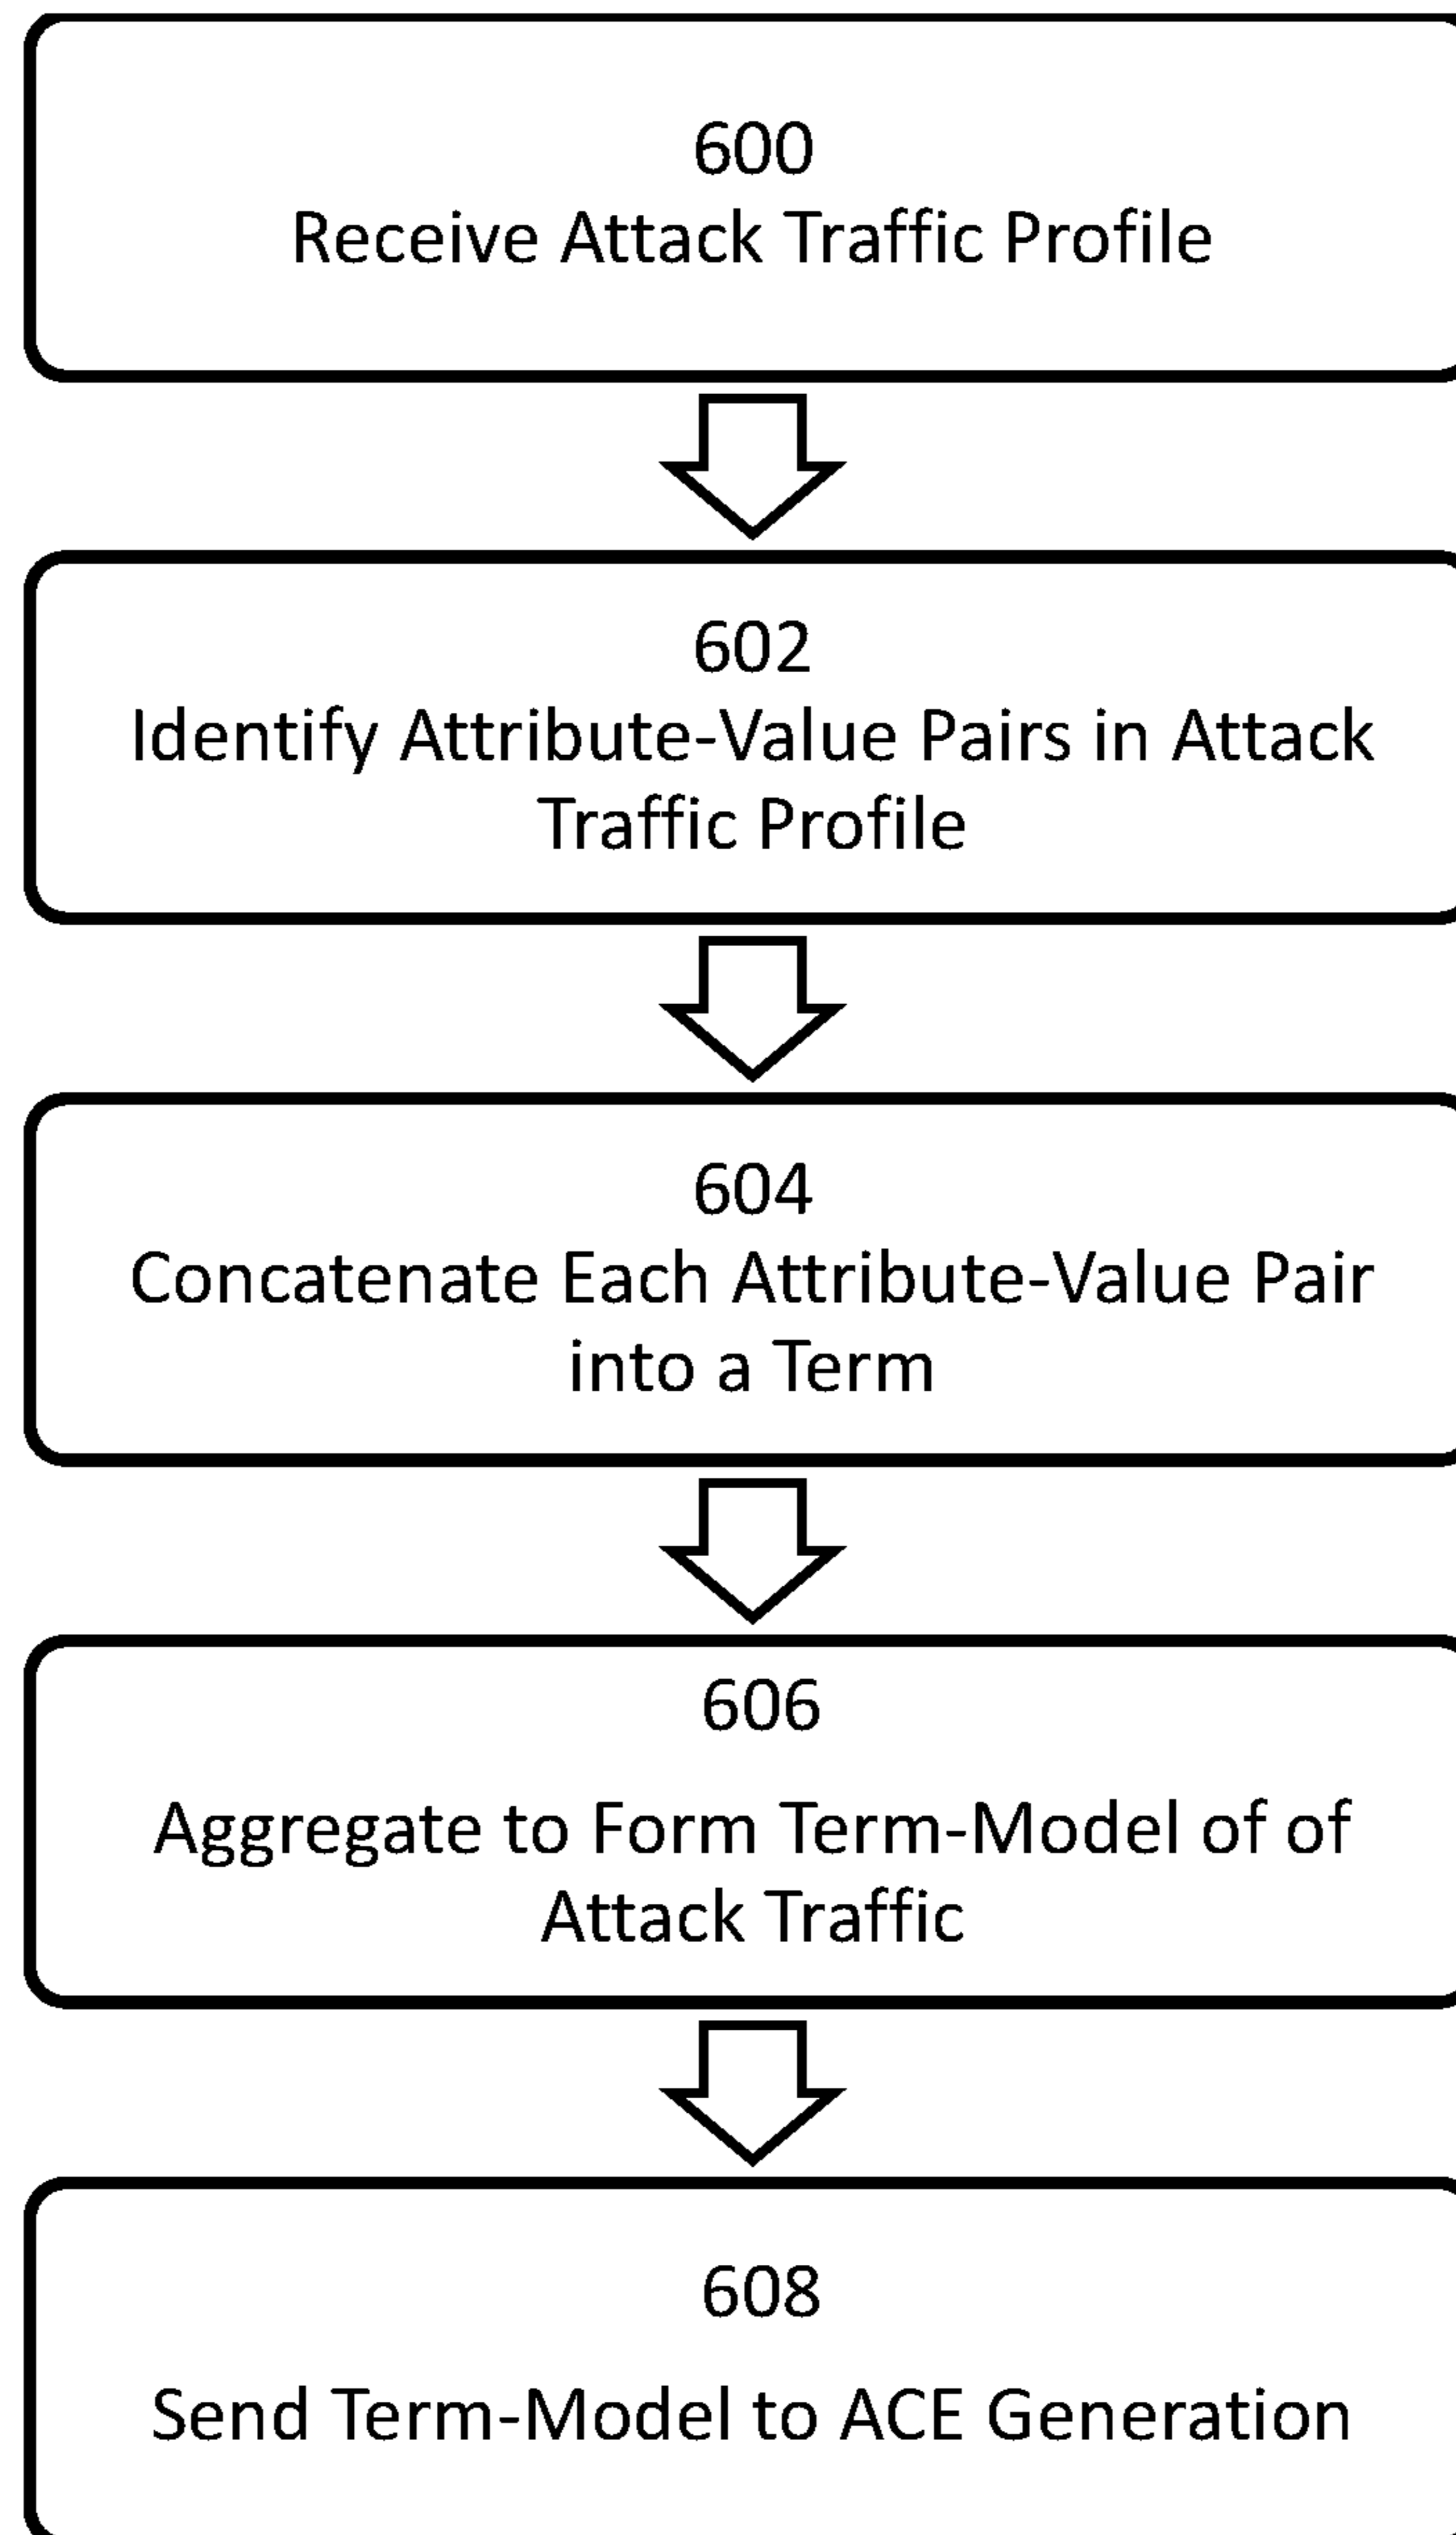 600
Receive Attack Traffic Profile
602
Identify Attribute-Value Pairs in Attack
Traffic Profile
604
Concatenate Each Attribute-Value Pair
into a Term
606
Aggregate to Form Term-Model of of
Attack Traffic
608
Send Term-Model to ACE Generation